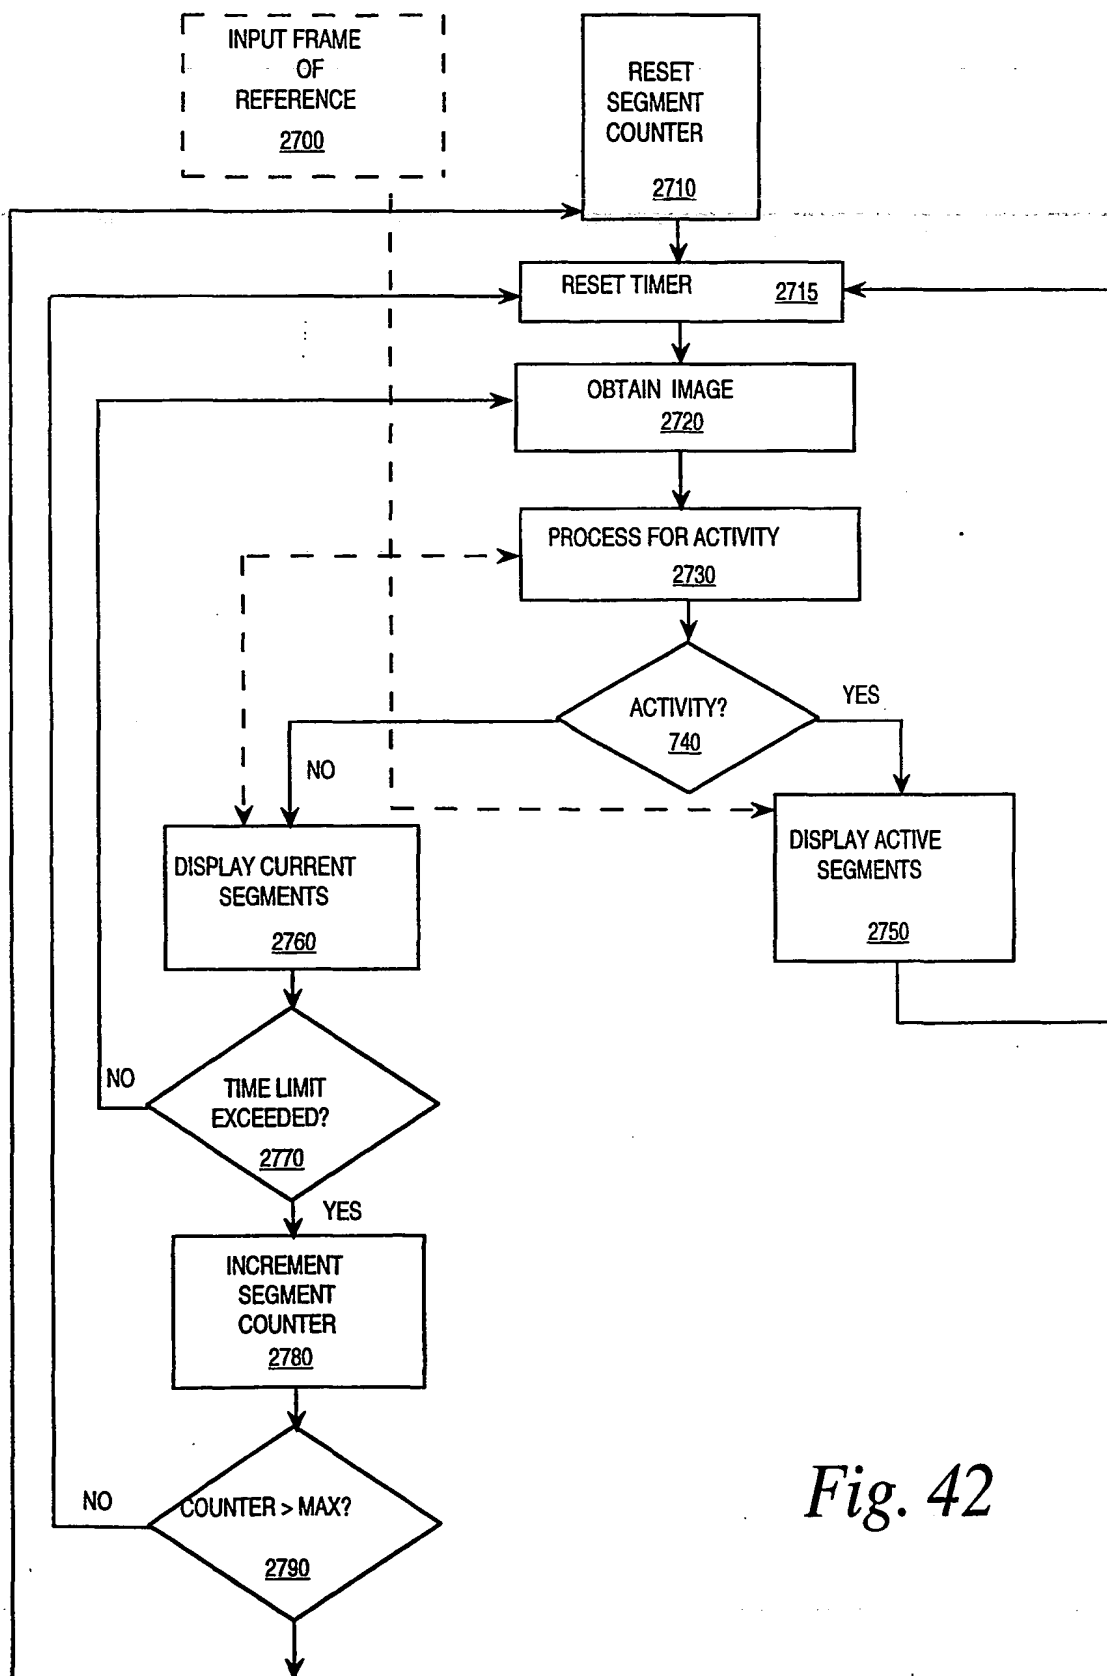 INPUT FRAME
OF
REFERENCE
2700
RESET
SEGMENT
COUNTER
2710
RESET TIMER 2715
OBTAIN IMAGE
2720
PROCESS FOR ACTIVITY
2730
ACTIVITY?
740
YES
NO
DISPLAY ACTIVE
SEGMENTS
2750
DISPLAY CURRENT
SEGMENTS
2760
NO
TIME LIMIT
EXCEEDED?
2770
YES
INCREMENT
SEGMENT
COUNTER
2780
NO
COUNTER > MAX?
2790
Fig. 42